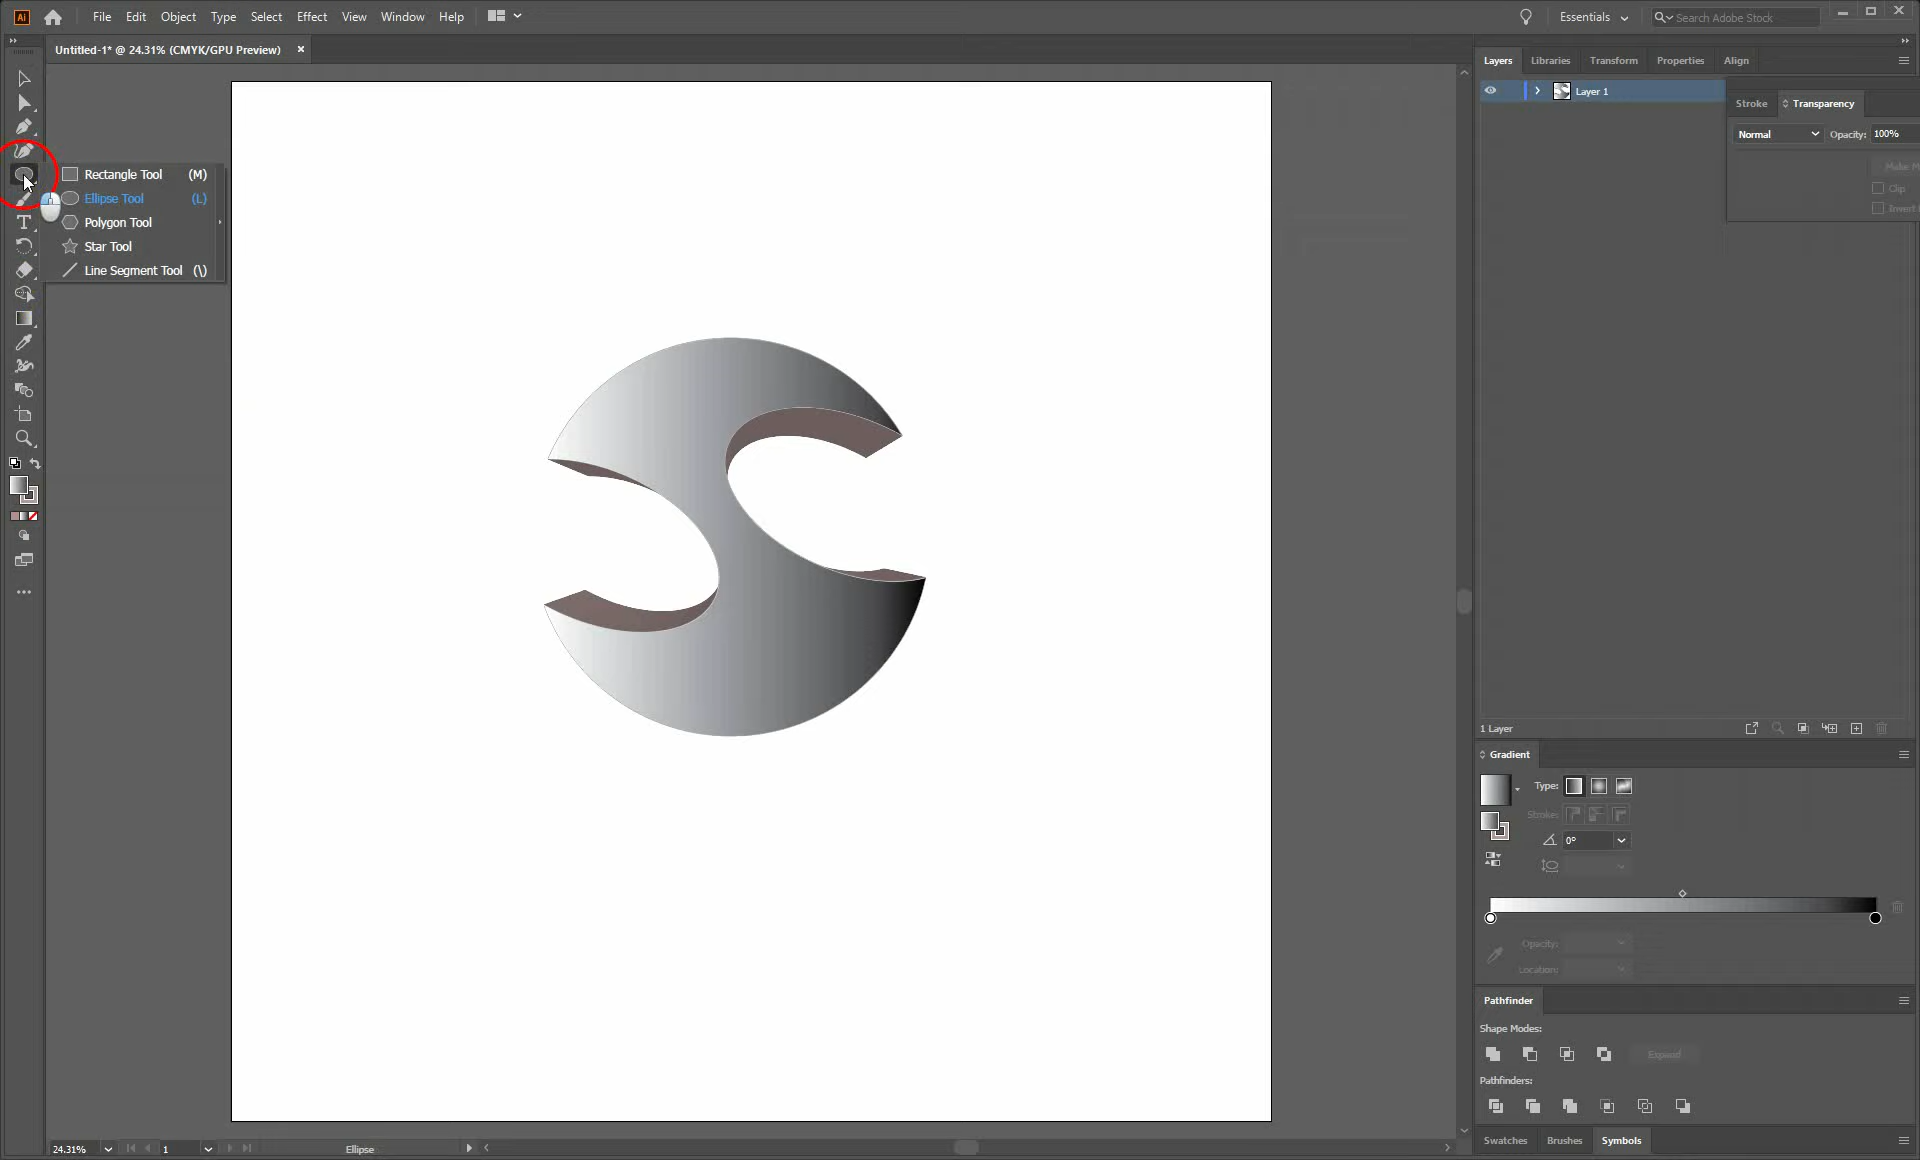 Ai File Edit Object Type Select Effect View Window Help Essentials Search Adobe Stock
Untitled-1* @ 24.31% (CMYK/GPU Preview) ×
Layers Libraries Transform Properties Align
Layer 1
Stroke Transparency
Normal Opacity: 100%
Make M
Clip
Invert
Rectangle Tool (M)
Ellipse Tool (L)
Polygon Tool
Star Tool
Line Segment Tool (\)
T
1 Layer
Gradient
Type:
Stroke:
0°
Opacity:
Location:
Pathfinder
Shape Modes:
Expand
Pathfinders:
Swatches Brushes Symbols
24.31% 1 Ellipse